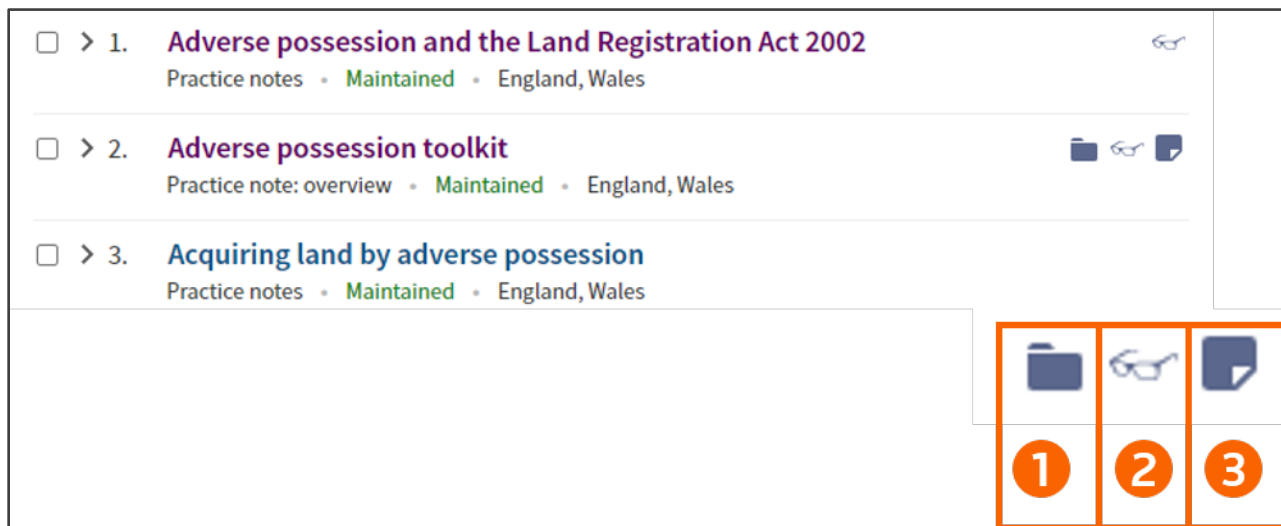 1. Adverse possession and the Land Registration Act 2002
Practice notes • Maintained • England, Wales
2. Adverse possession toolkit
Practice note: overview • Maintained • England, Wales
3. Acquiring land by adverse possession
Practice notes • Maintained • England, Wales
1 2 3